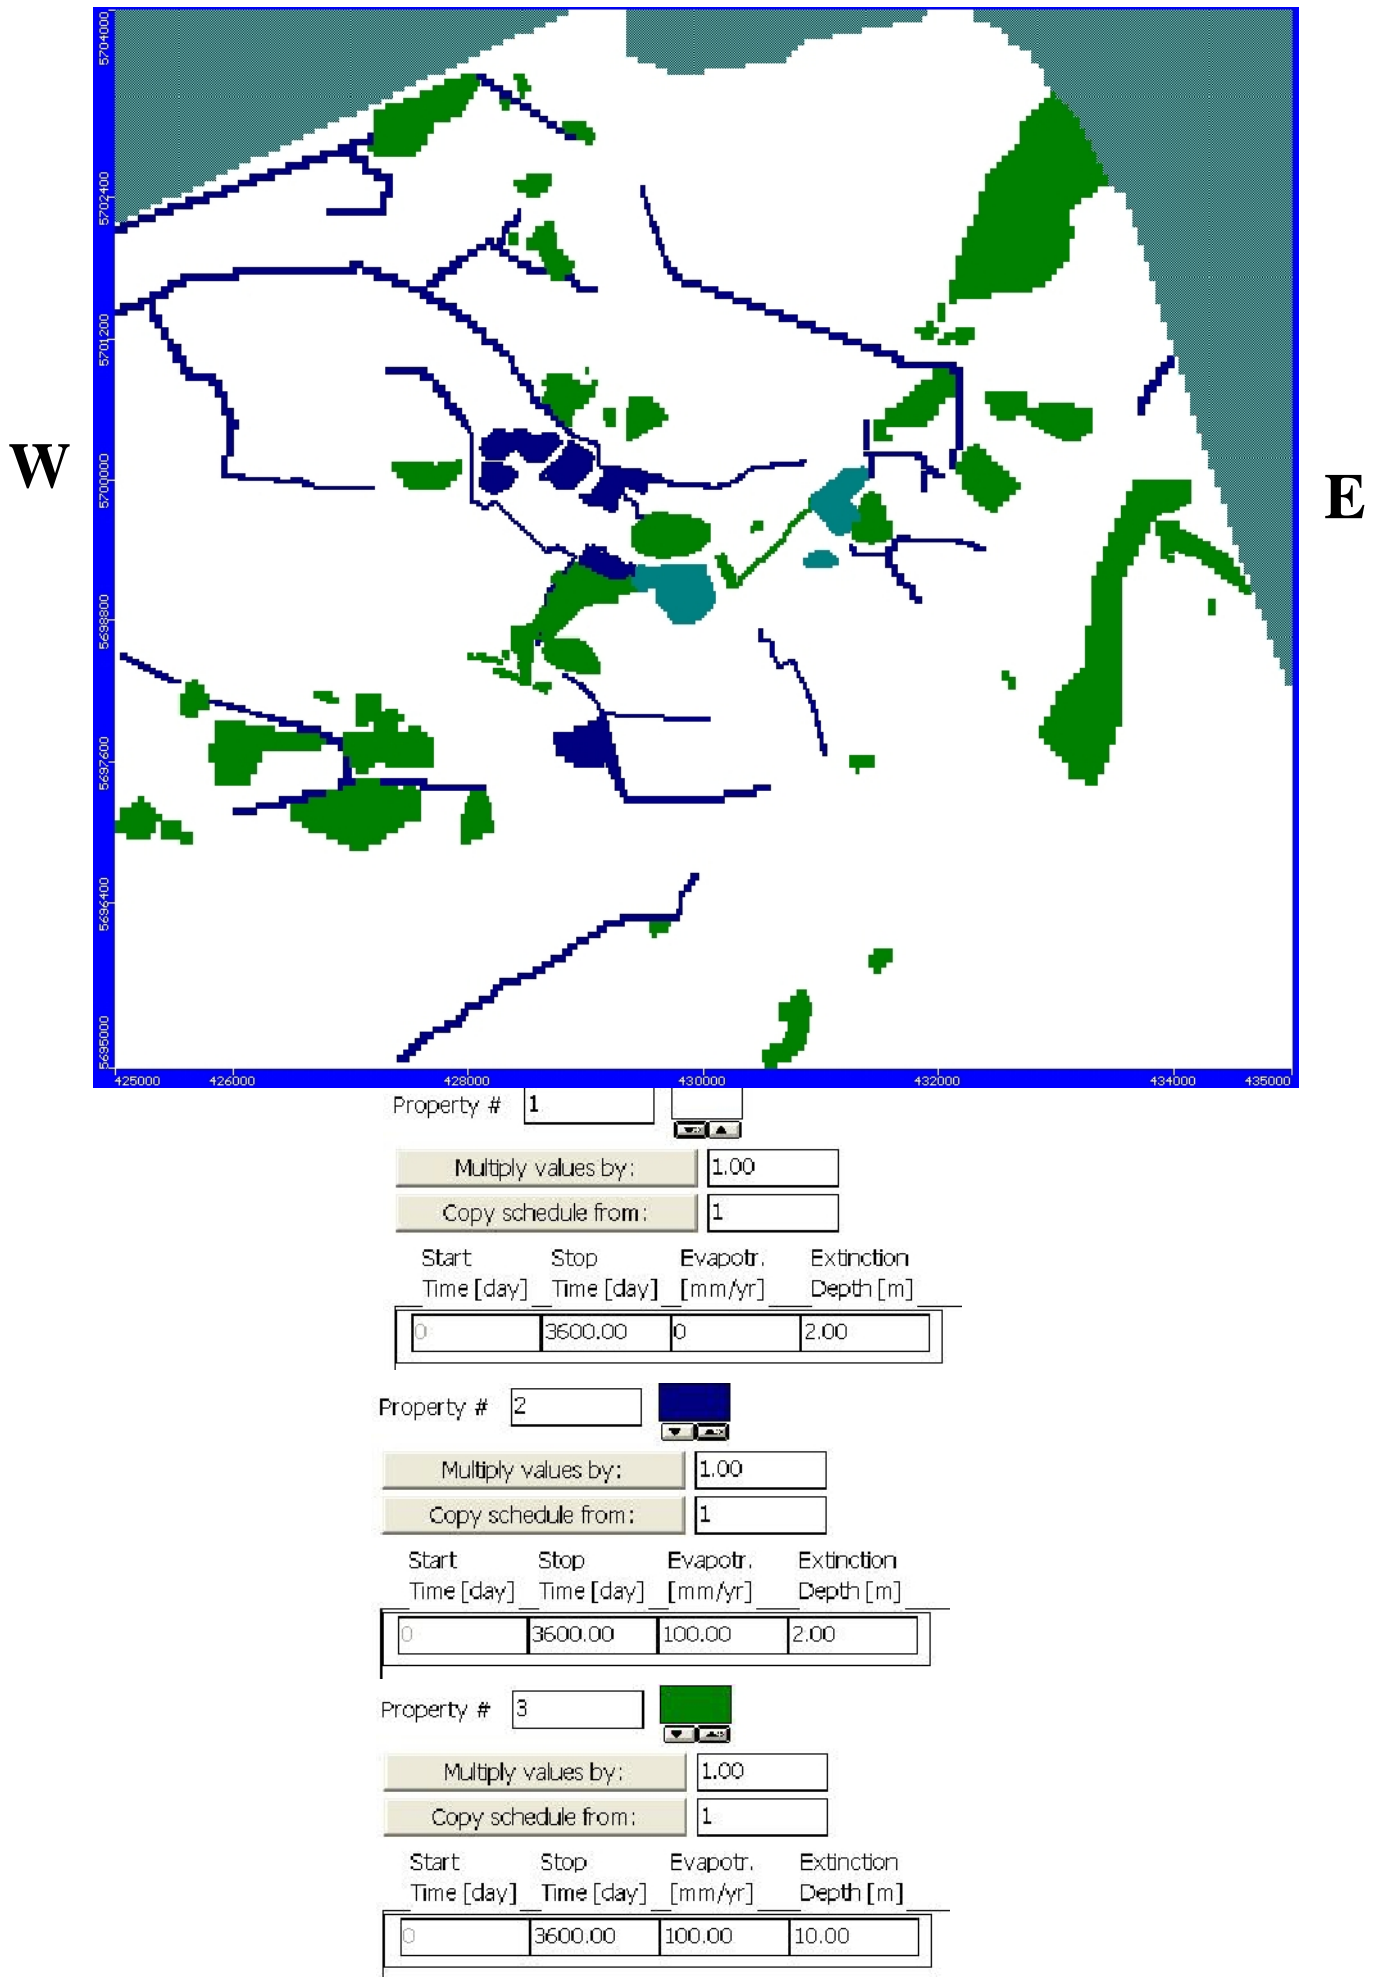 5704000
5702400
5701200
W
5700000
E
5698800
5697600
5696400
5695000
425000 426000 428000 430000 432000 434000 435000
Property # 1
Multiply values by: 1.00
Copy schedule from: 1
Start Stop Evapotr. Extinction
Time [day] Time [day] [mm/yr] Depth [m]
0 3600.00 0 2.00
Property # 2
Multiply values by: 1.00
Copy schedule from: 1
Start Stop Evapotr. Extinction
Time [day] Time [day] [mm/yr] Depth [m]
0 3600.00 100.00 2.00
Property # 3
Multiply values by: 1.00
Copy schedule from: 1
Start Stop Evapotr. Extinction
Time [day] Time [day] [mm/yr] Depth [m]
0 3600.00 100.00 10.00